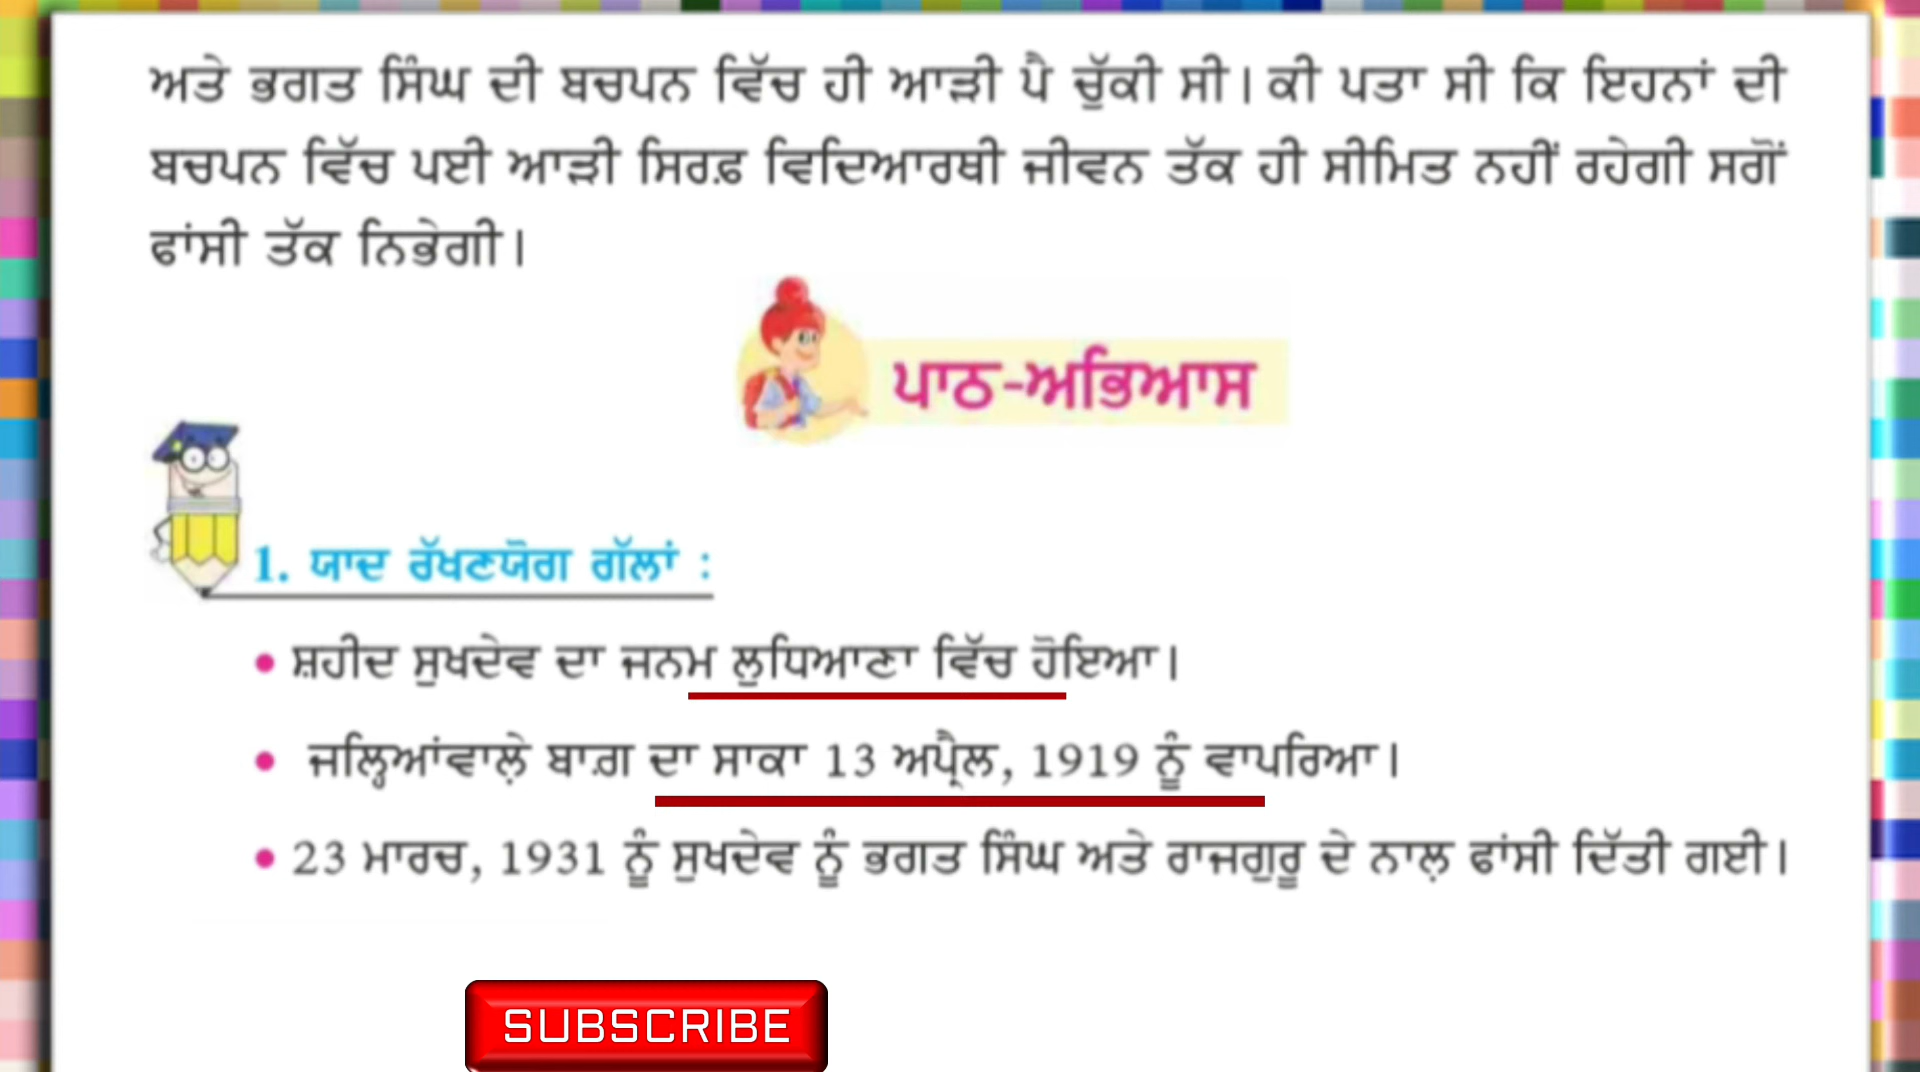 ਅਤੇ ਭਗਤ ਸਿੰਘ ਦੀ ਬਚਪਨ ਵਿੱਚ ਹੀ ਆੜੀ ਪੈ ਚੁੱਕੀ ਸੀ। ਕੀ ਪਤਾ ਸੀ ਕਿ ਇਹਨਾਂ ਦੀ
ਬਚਪਨ ਵਿੱਚ ਪਈ ਆੜੀ ਸਿਰਫ਼ ਵਿਦਿਆਰਥੀ ਜੀਵਨ ਤੱਕ ਹੀ ਸੀਮਿਤ ਨਹੀਂ ਰਹੇਗੀ ਸਗੋਂ
ਫਾਂਸੀ ਤੱਕ ਨਿਭੇਗੀ।
ਪਾਠ-ਅਭਿਆਸ
1. ਯਾਦ ਰੱਖਣਯੋਗ ਗੱਲਾਂ :
• ਸ਼ਹੀਦ ਸੁਖਦੇਵ ਦਾ ਜਨਮ ਲੁਧਿਆਣਾ ਵਿੱਚ ਹੋਇਆ।
• ਜਲ੍ਹਿਆਂਵਾਲ਼ੇ ਬਾਗ਼ ਦਾ ਸਾਕਾ 13 ਅਪ੍ਰੈਲ, 1919 ਨੂੰ ਵਾਪਰਿਆ।
• 23 ਮਾਰਚ, 1931 ਨੂੰ ਸੁਖਦੇਵ ਨੂੰ ਭਗਤ ਸਿੰਘ ਅਤੇ ਰਾਜਗੁਰੂ ਦੇ ਨਾਲ਼ ਫਾਂਸੀ ਦਿੱਤੀ ਗਈ।
SUBSCRIBE